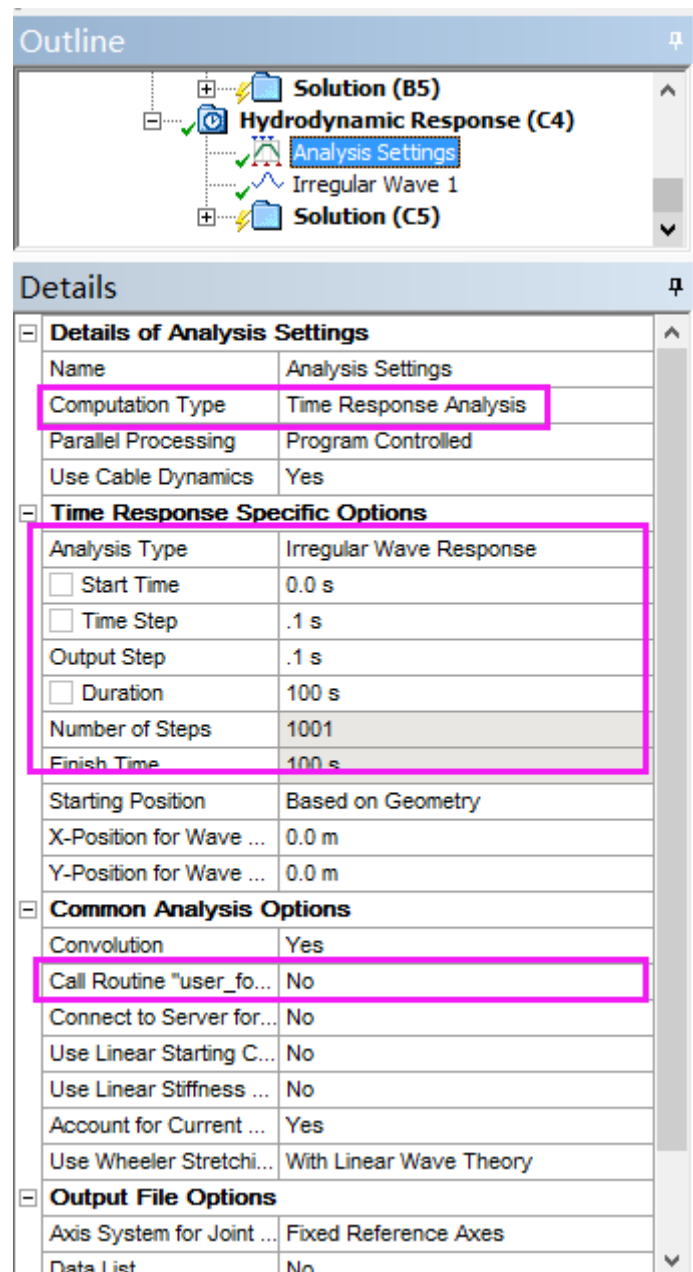 Outline
Solution (B5)
Hydrodynamic Response (C4)
Analysis Settings
Irregular Wave 1
Solution (C5)
Details
Details of Analysis Settings
Name Analysis Settings
Computation Type Time Response Analysis
Parallel Processing Program Controlled
Use Cable Dynamics Yes
Time Response Specific Options
Analysis Type Irregular Wave Response
Start Time 0.0 s
Time Step .1 s
Output Step .1 s
Duration 100 s
Number of Steps 1001
Finish Time 100 s
Starting Position Based on Geometry
X-Position for Wave ... 0.0 m
Y-Position for Wave ... 0.0 m
Common Analysis Options
Convolution Yes
Call Routine "user_fo... No
Connect to Server for... No
Use Linear Starting C... No
Use Linear Stiffness ... No
Account for Current ... Yes
Use Wheeler Stretchi... With Linear Wave Theory
Output File Options
Axis System for Joint ... Fixed Reference Axes
Data List No